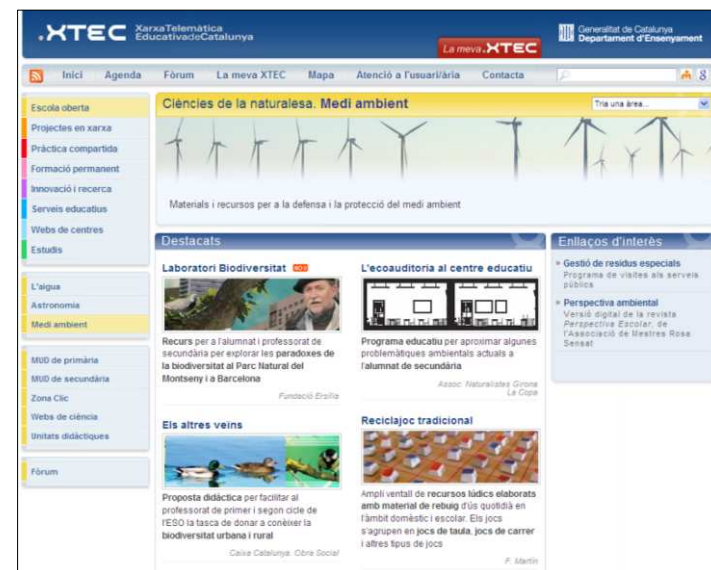 .XTEC XarxaTelemàtica
EducativadeCatalunya
La meva.XTEC
Generalitat de Catalunya
Departament d'Ensenyament
Inici Agenda Fòrum La meva XTEC Mapa Atenció a l'usuari/ària Contacta
Escola oberta
Projectes en xarxa
Pràctica compartida
Formació permanent
Innovació i recerca
Serveis educatius
Webs de centres
Estudis
L'aigua
Astronomia
Medi ambient
MUD de primària
MUD de secundària
Zona Clic
Webs de ciència
Unitats didàctiques
Fòrum
Ciències de la naturalesa. Medi ambient
Tria una àrea...
Materials i recursos per a la defensa i la protecció del medi ambient
Destacats
Laboratori Biodiversitat NOU
Recurs per a l'alumnat i professorat de
secundària per explorar les paradoxes de
la biodiversitat al Parc Natural del
Montseny i a Barcelona
Fundació Ersília
L'ecoauditoria al centre educatiu
Programa educatiu per aproximar algunes
problemàtiques ambientals actuals a
l'alumnat de secundària
Assoc. Naturalistes Girona
La Copa
Els altres veïns
Proposta didàctica per facilitar al
professorat de primer i segon cicle de
l'ESO la tasca de donar a conèixer la
biodiversitat urbana i rural
Caixa Catalunya. Obra Social
Reciclajoc tradicional
Ampli ventall de recursos lúdics elaborats
amb material de rebuig d'ús quotidià en
l'àmbit domèstic i escolar. Els jocs
s'agrupen en jocs de taula, jocs de carrer
i altres tipus de jocs
F. Martín
Enllaços d'interès
Gestió de residus especials
Programa de visites als serveis
públics
Perspectiva ambiental
Versió digital de la revista
Perspectiva Escolar, de
l'Associació de Mestres Rosa
Sensat